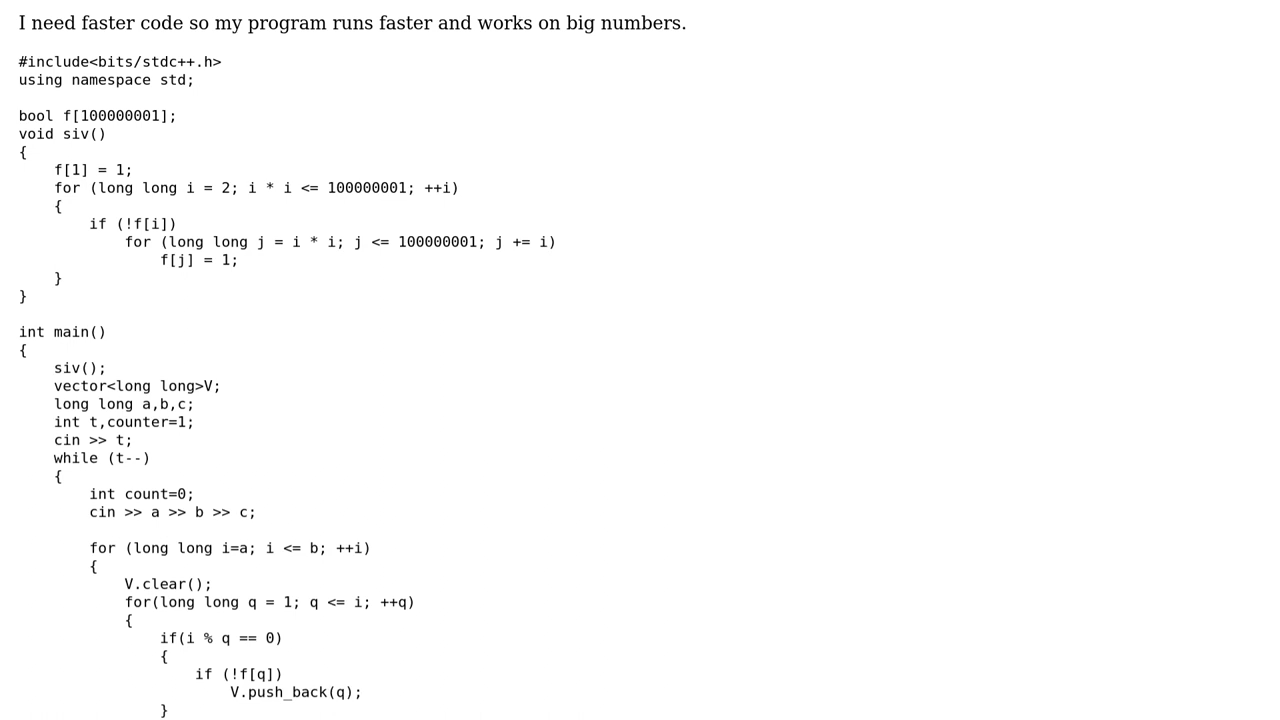 I need faster code so my program runs faster and works on big numbers.
#include<bits/stdc++.h>
using namespace std;

bool f[100000001];
void siv()
{
    f[1] = 1;
    for (long long i = 2; i * i <= 100000001; ++i)
    {
        if (!f[i])
            for (long long j = i * i; j <= 100000001; j += i)
                f[j] = 1;
    }
}

int main()
{
    siv();
    vector<long long>V;
    long long a,b,c;
    int t,counter=1;
    cin >> t;
    while (t--)
    {
        int count=0;
        cin >> a >> b >> c;

        for (long long i=a; i <= b; ++i)
        {
            V.clear();
            for(long long q = 1; q <= i; ++q)
            {
                if(i % q == 0)
                {
                    if (!f[q])
                        V.push_back(q);
                }